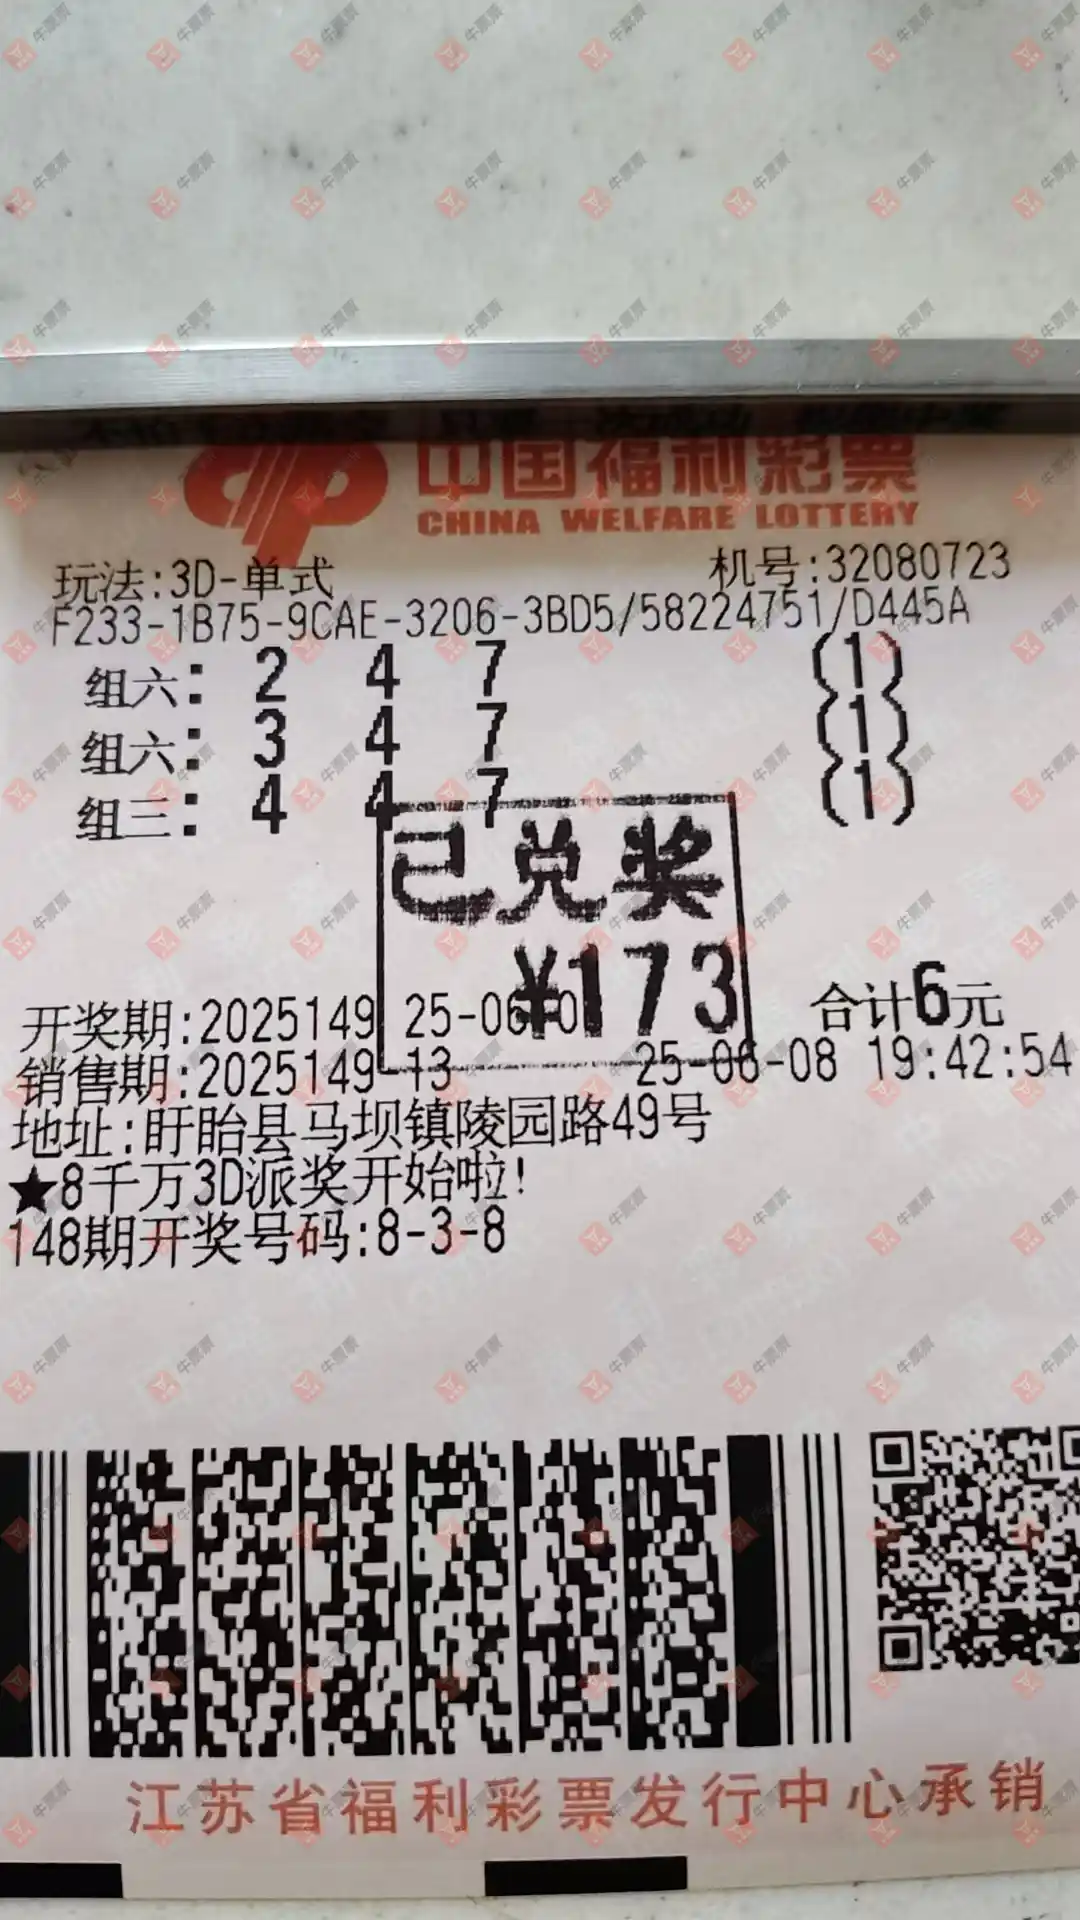 中国福利彩票
CHINA WELFARE LOTTERY
玩法:3D-单式 机号:32080723
F233-1B75-9CAE-3206-3BD5/58224751/D445A
组六: 2 4 7 (1)
组六: 3 4 7 (1)
组三: 4 4 7 (1)
已兑奖
¥173
开奖期:2025149 25-06-0 合计6元
销售期:2025149-13 25-06-08 19:42:54
地址:盱眙县马坝镇陵园路49号
★8千万3D派奖开始啦!
148期开奖号码:8-3-8
江苏省福利彩票发行中心承销
牛票票